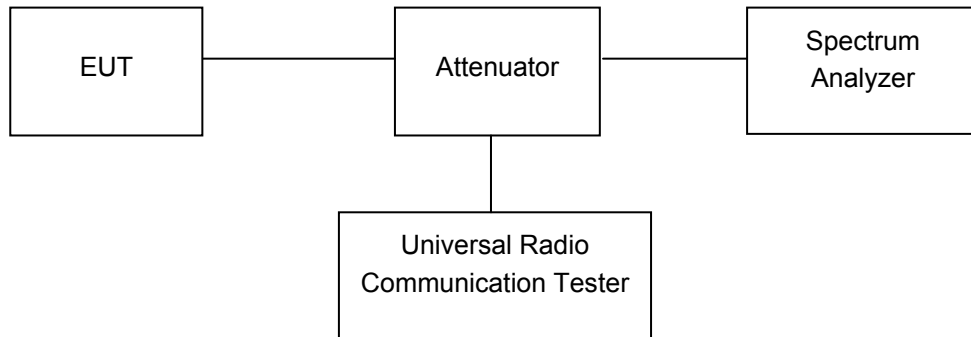 EUT
Attenuator
Spectrum
Analyzer
Universal Radio
Communication Tester